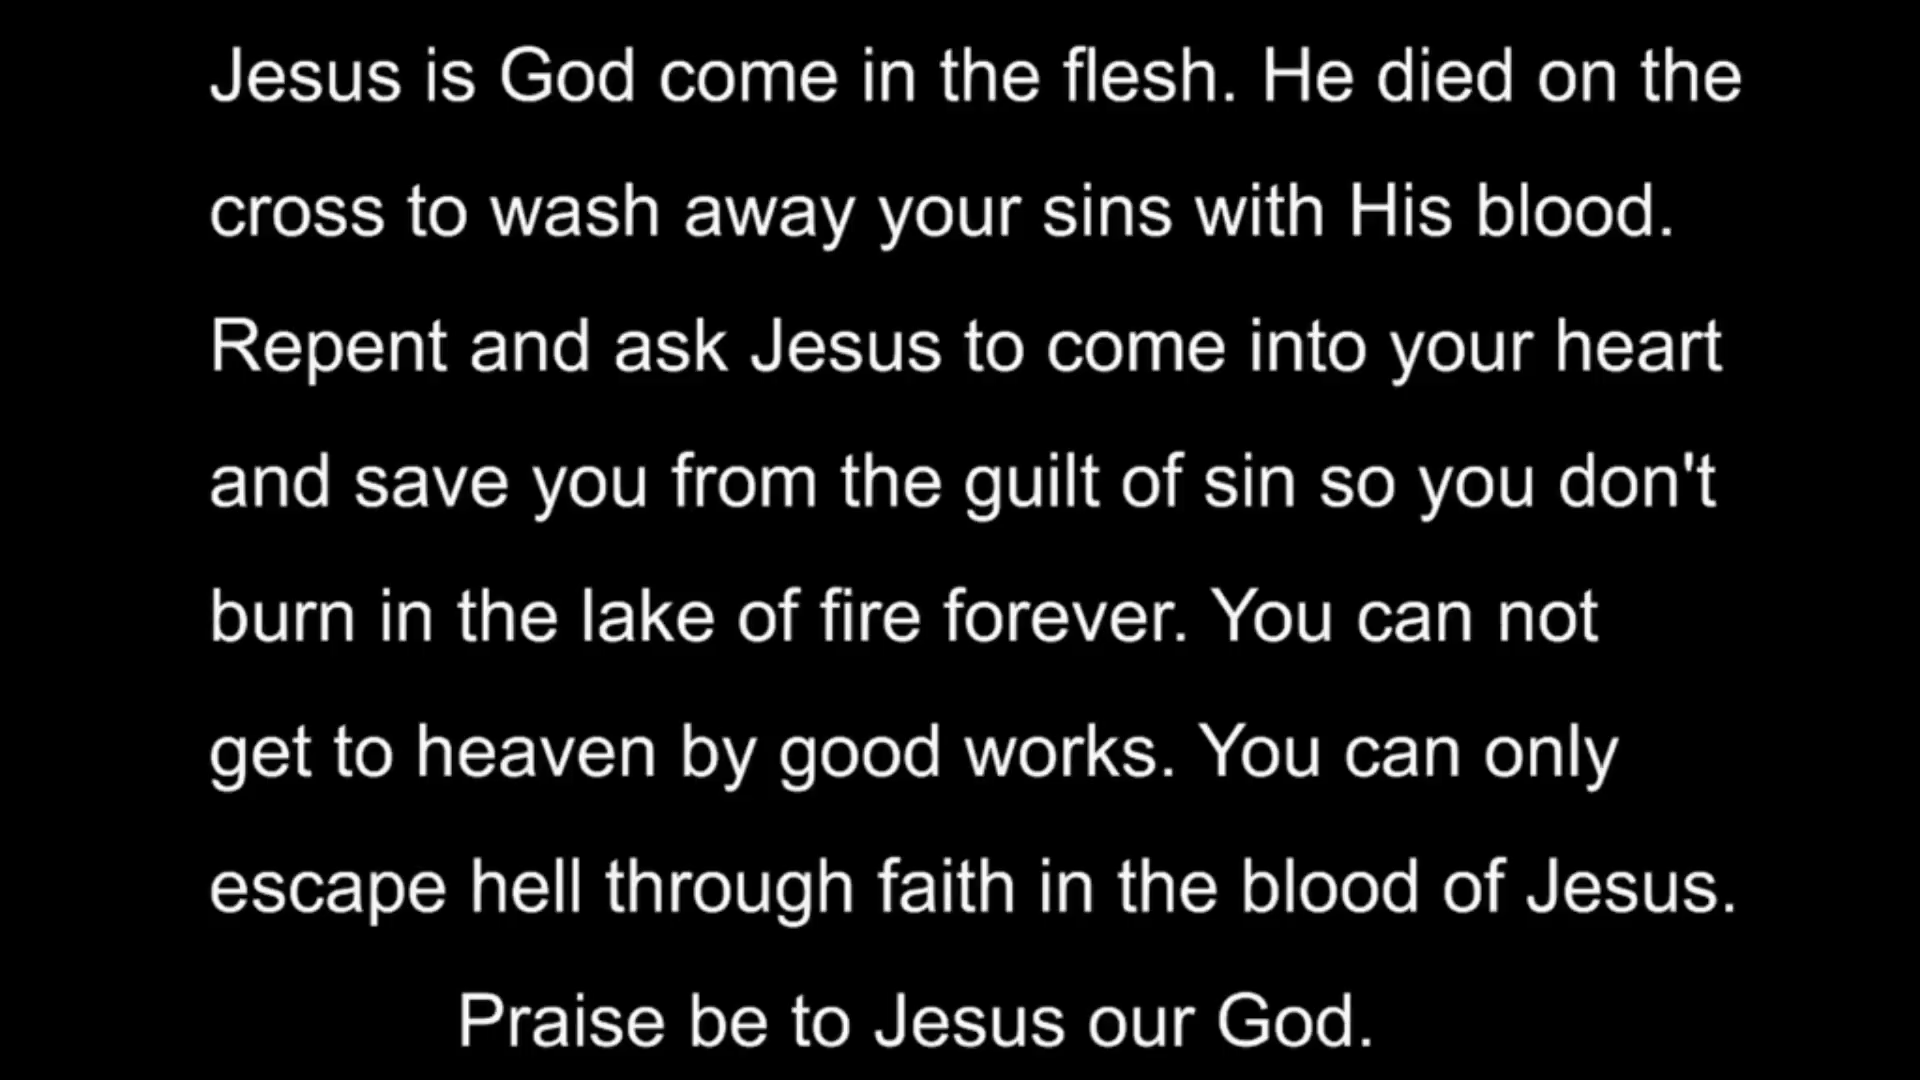 Jesus is God come in the flesh. He died on the
cross to wash away your sins with His blood.
Repent and ask Jesus to come into your heart
and save you from the guilt of sin so you don't
burn in the lake of fire forever. You can not
get to heaven by good works. You can only
escape hell through faith in the blood of Jesus.
Praise be to Jesus our God.